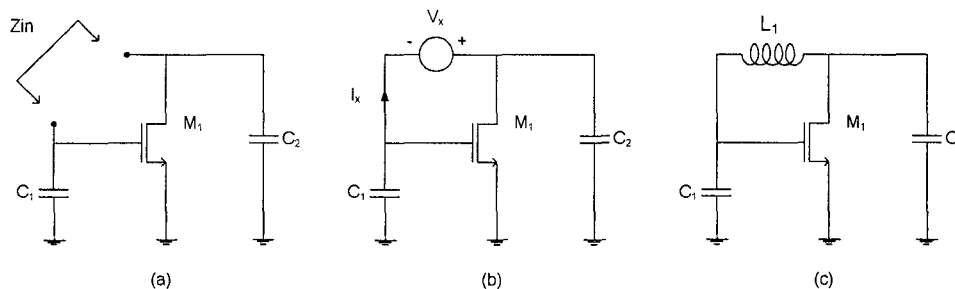 Zin
M₁
C₂
C₁
(a)
Vₓ
- +
Iₓ
M₁
C₂
C₁
(b)
L₁
M₁
C
C₁
(c)